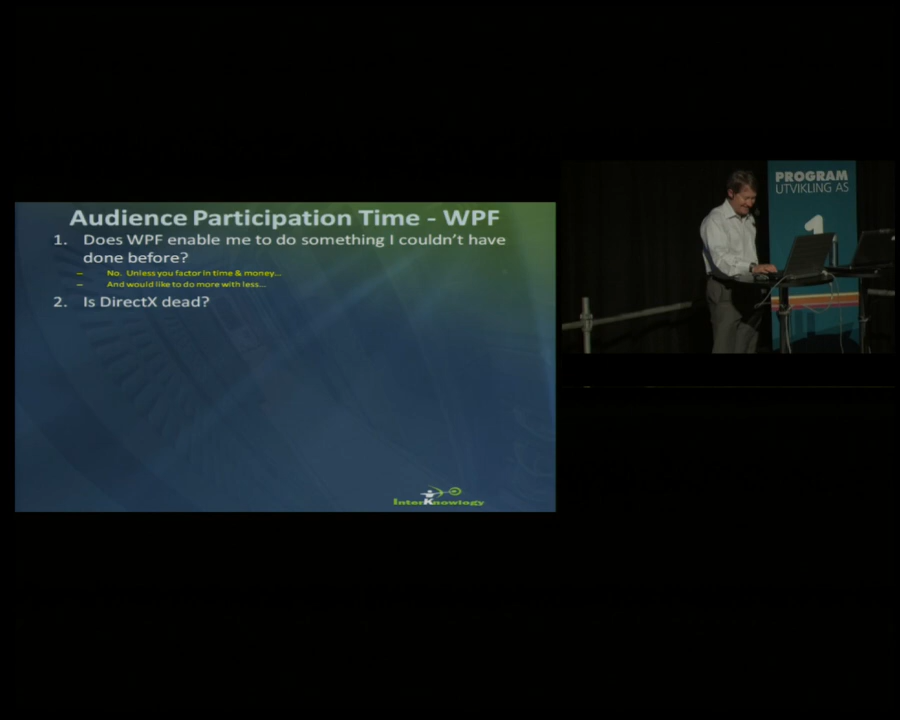 Audience Participation Time - WPF
1. Does WPF enable me to do something I couldn't have
done before?
– No. Unless you factor in time & money...
– And would like to do more with less...
2. Is DirectX dead?
InterKnowlogy
PROGRAM
UTVIKLING AS
1